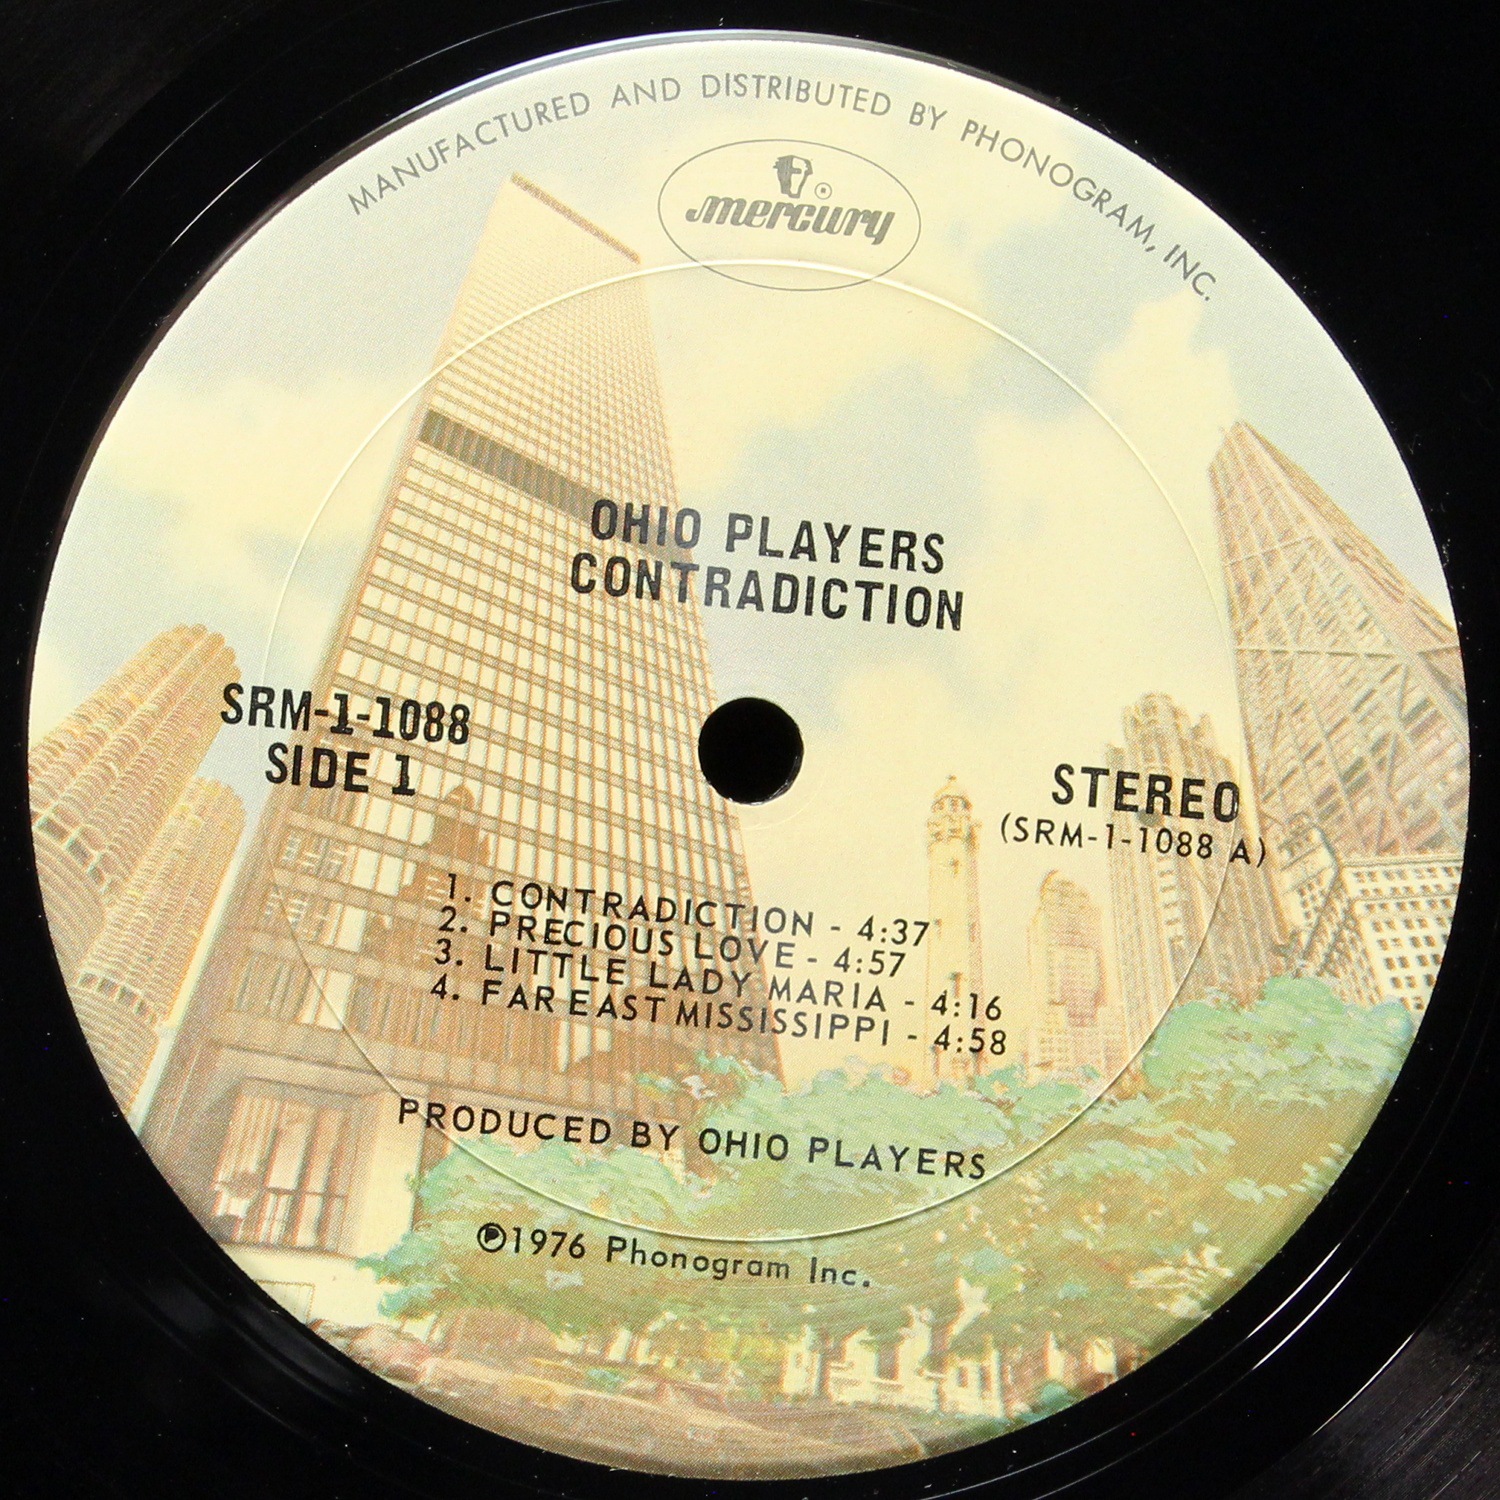 MANUFACTURED AND DISTRIBUTED BY PHONOGRAM, INC.
mercury ®
OHIO PLAYERS
CONTRADICTION
SRM-1-1088
SIDE 1
STEREO
(SRM-1-1088 A)
1. CONTRADICTION - 4:37
2. PRECIOUS LOVE - 4:57
3. LITTLE LADY MARIA - 4:16
4. FAR EAST MISSISSIPPI - 4:58
PRODUCED BY OHIO PLAYERS
℗1976 Phonogram Inc.